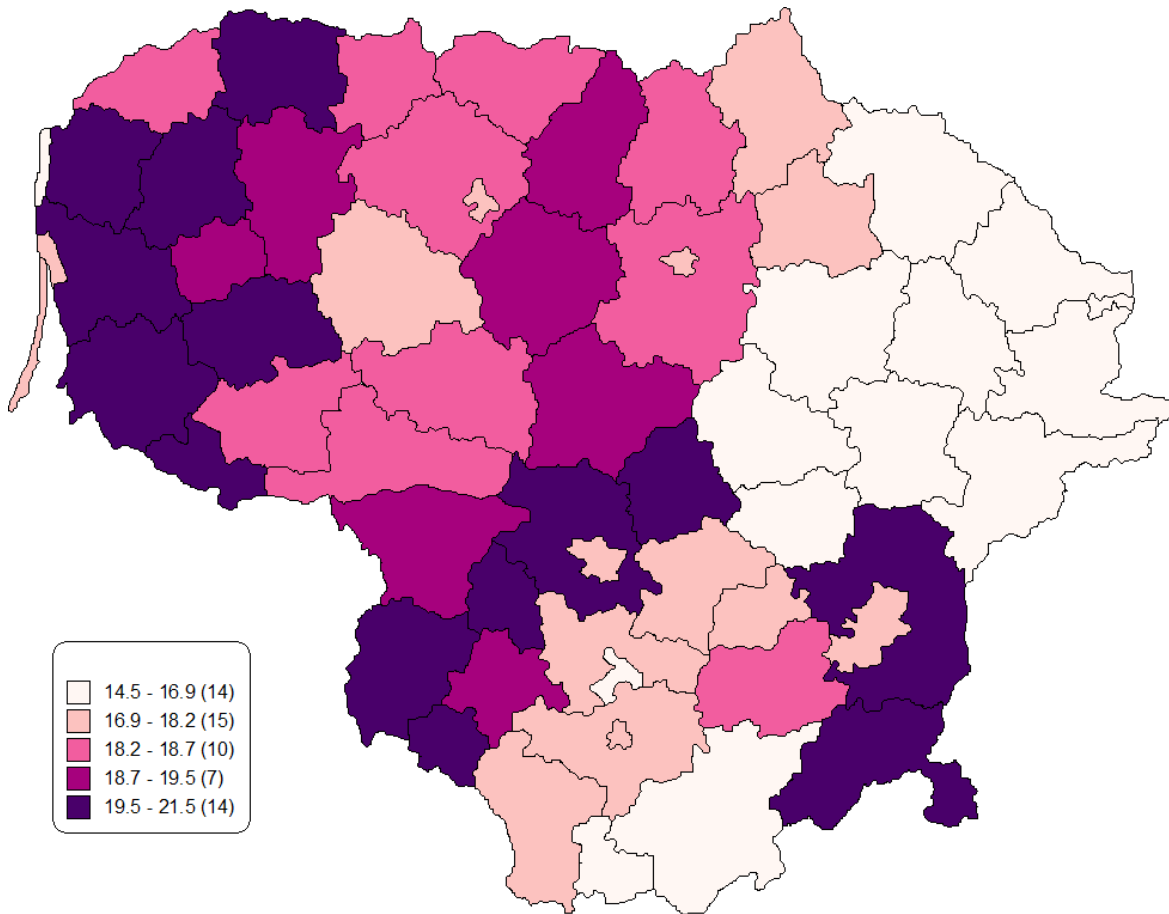 14.5 - 16.9 (14)
16.9 - 18.2 (15)
18.2 - 18.7 (10)
18.7 - 19.5 (7)
19.5 - 21.5 (14)